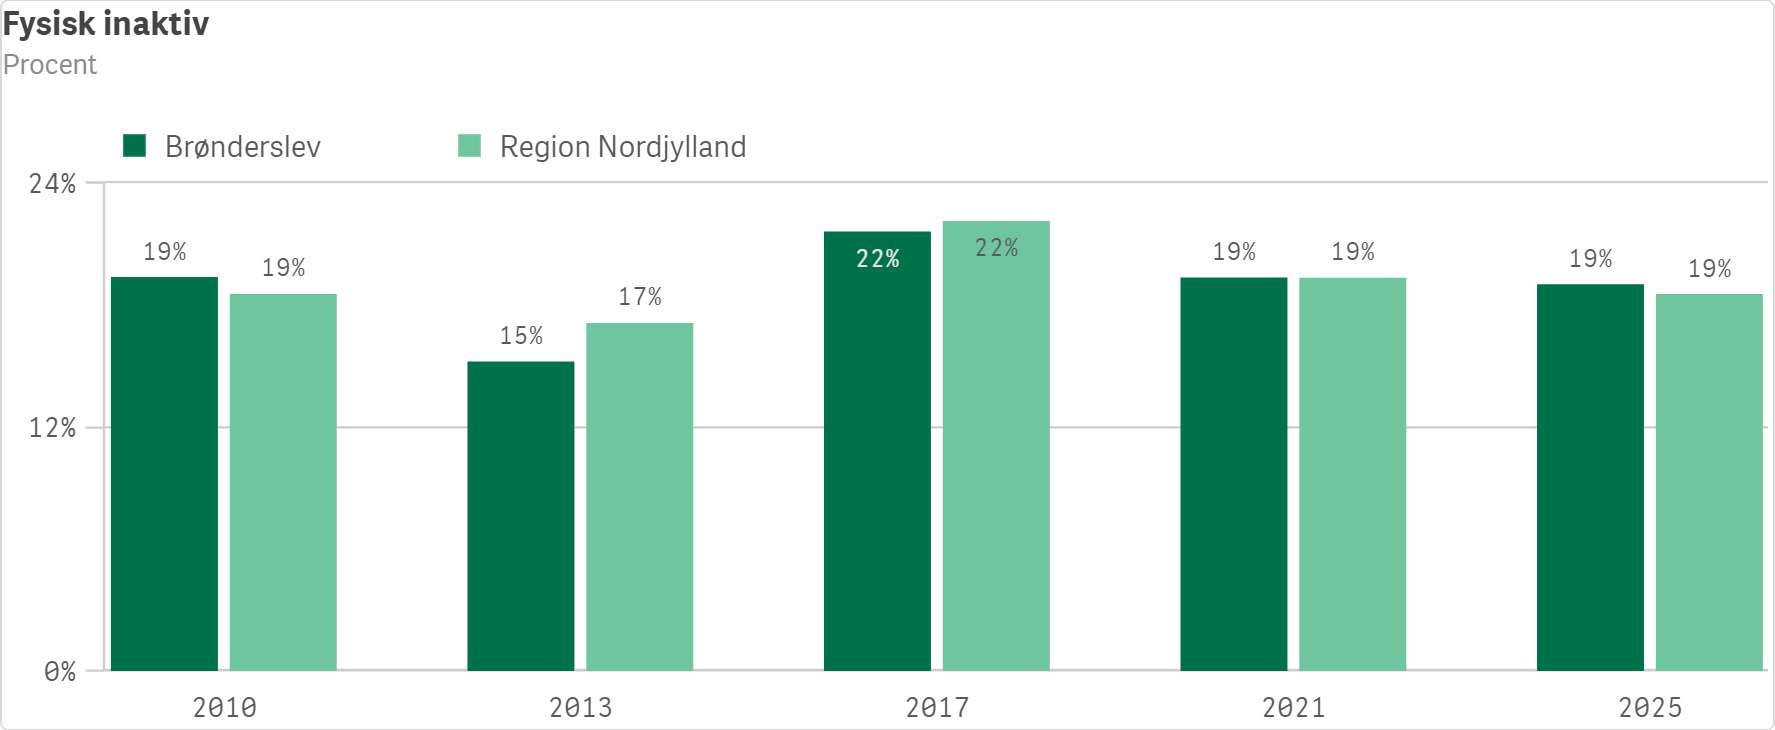 Fysisk inaktiv
Procent
Brønderslev Region Nordjylland
24%
12%
0%
19% 19% 15% 17% 22% 22% 19% 19% 19% 19%
2010 2013 2017 2021 2025